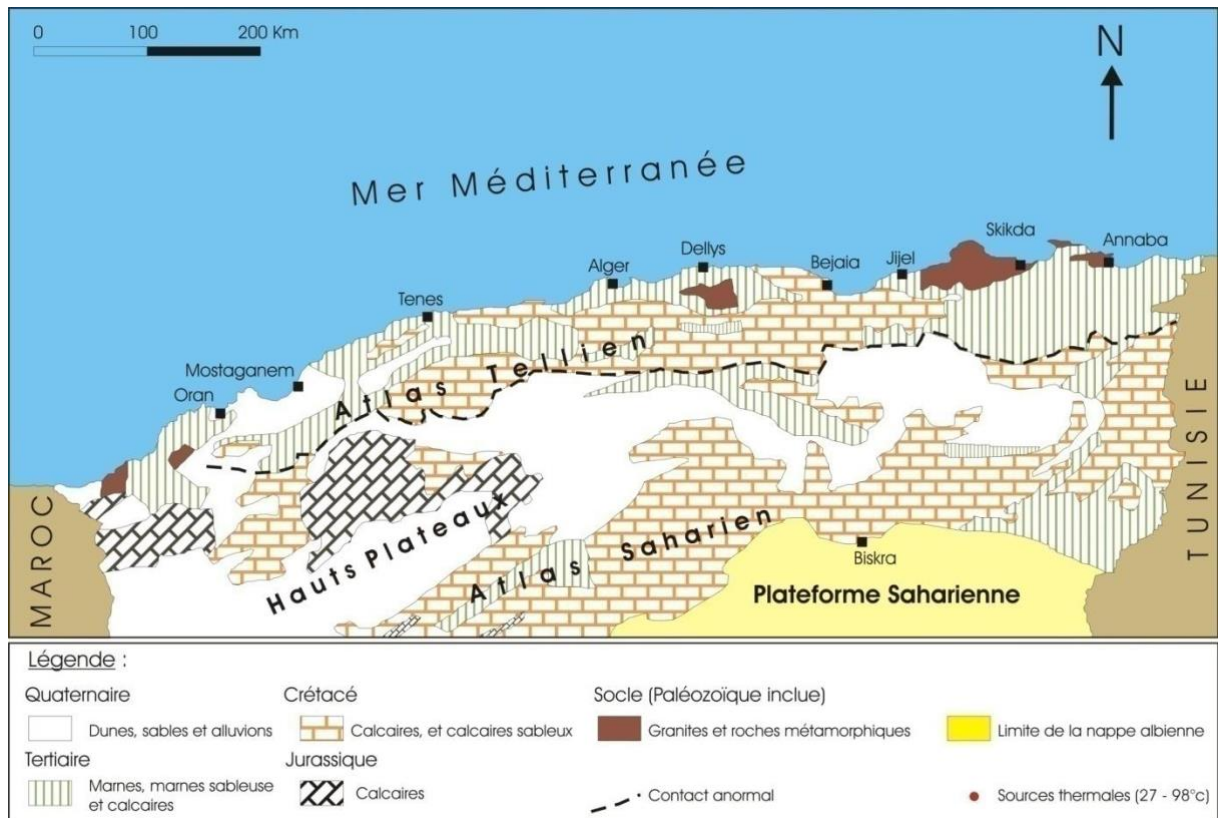 0 100 200 Km
N
Mer Méditerranée
Skikda
Annaba
Dellys
Jijel
Alger
Bejaia
Tenes
Mostaganem
Oran
Atlas Tellien
MAROC
TUNISIE
Hauts Plateaux
Atlas Saharien
Biskra
Plateforme Saharienne
Légende :
Quaternaire
Dunes, sables et alluvions
Tertiaire
Marnes, marnes sableuse
et calcaires
Crétacé
Calcaires, et calcaires sableux
Jurassique
Calcaires
Socle (Paléozoïque inclue)
Granites et roches métamorphiques
Contact anormal
Limite de la nappe albienne
Sources thermales (27 - 98°c)